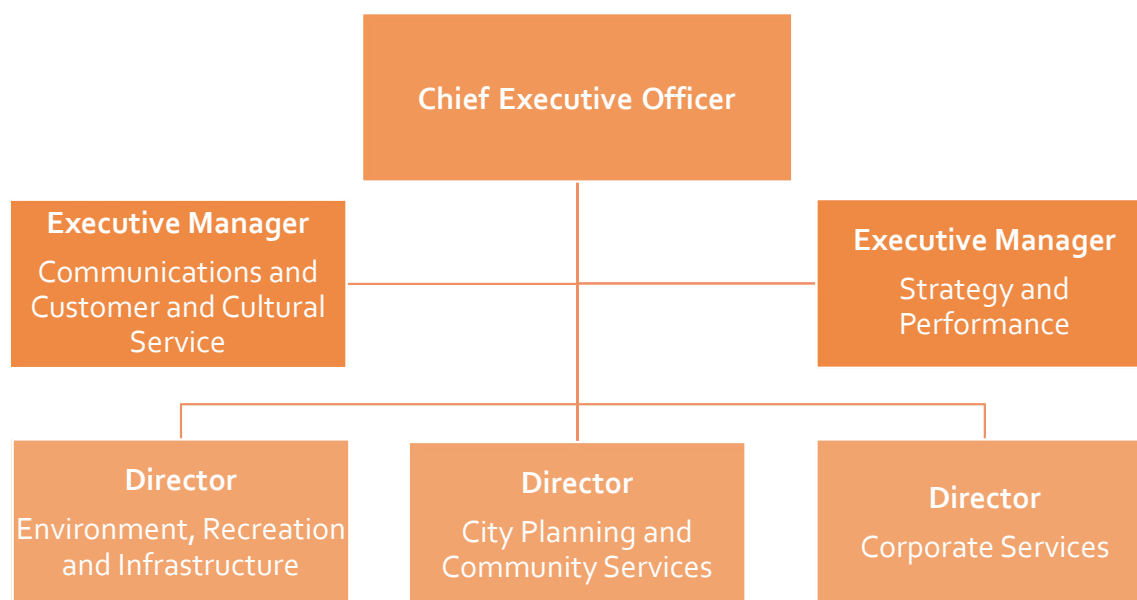 Chief Executive Officer
Executive Manager
Communications and
Customer and Cultural
Service
Executive Manager
Strategy and
Performance
Director
Environment, Recreation
and Infrastructure
Director
City Planning and
Community Services
Director
Corporate Services